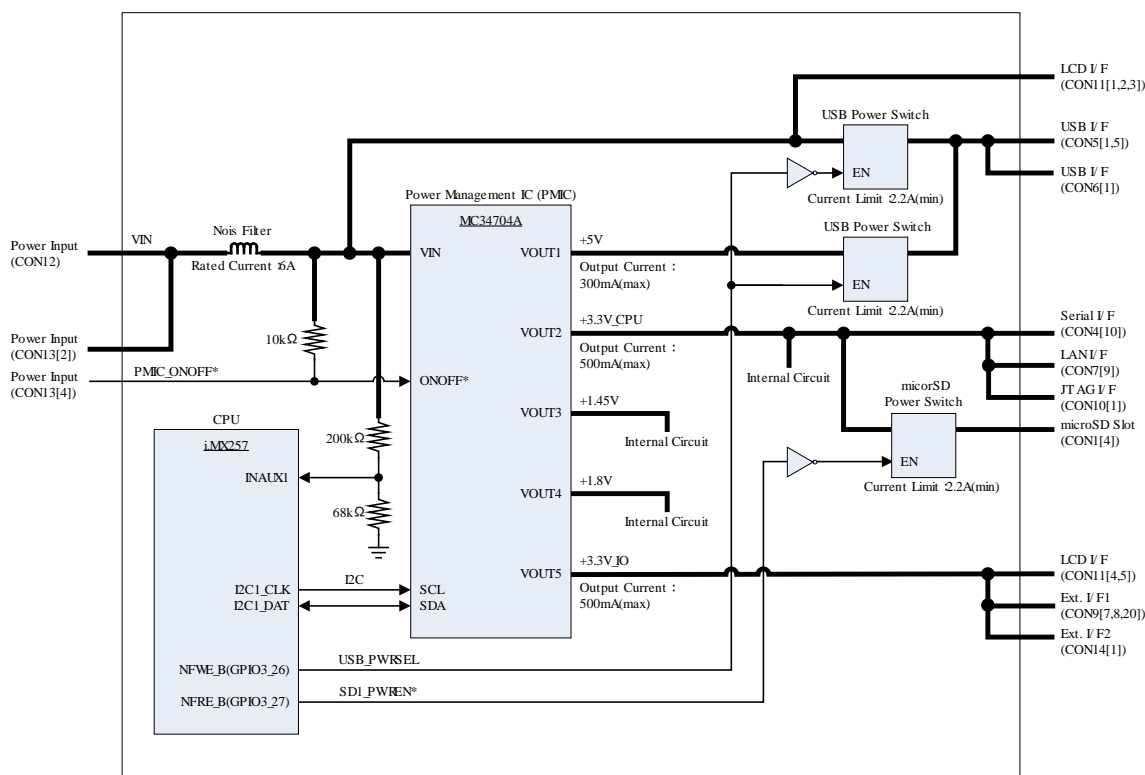 LCD I/F
(CON11[1,2,3])
USB Power Switch
USB I/F
(CON5[1,5])
EN
USB I/F
(CON6[1])
Current Limit :2.2A(min)
Power Management IC (PMIC)
MC34704A
USB Power Switch
Power Input
(CON12)
VIN
Nois Filter
Rated Current :6A
VIN
VOUT1
+5V
Output Current :
300mA(max)
EN
Current Limit :2.2A(min)
Power Input
(CON13[2])
10kΩ
VOUT2
+3.3V_CPU
Output Current :
500mA(max)
Internal Circuit
Serial I/F
(CON4[10])
LAN I/F
(CON7[9])
JTAG I/F
(CON10[1])
Power Input
(CON13[4])
PMIC_ONOFF*
ONOFF*
micorSD
Power Switch
microSD Slot
(CON1[4])
EN
Current Limit :2.2A(min)
VOUT3
+1.45V
Internal Circuit
CPU
i.MX257
200kΩ
INAUX1
68kΩ
VOUT4
+1.8V
Internal Circuit
VOUT5
+3.3V_IO
Output Current :
500mA(max)
LCD I/F
(CON11[4,5])
Ext. I/F1
(CON9[7,8,20])
Ext. I/F2
(CON14[1])
I2C1_CLK
I2C
SCL
I2C1_DAT
SDA
NFWE_B(GPIO3_26)
USB_PWRSEL
NFRE_B(GPIO3_27)
SD1_PWREN*